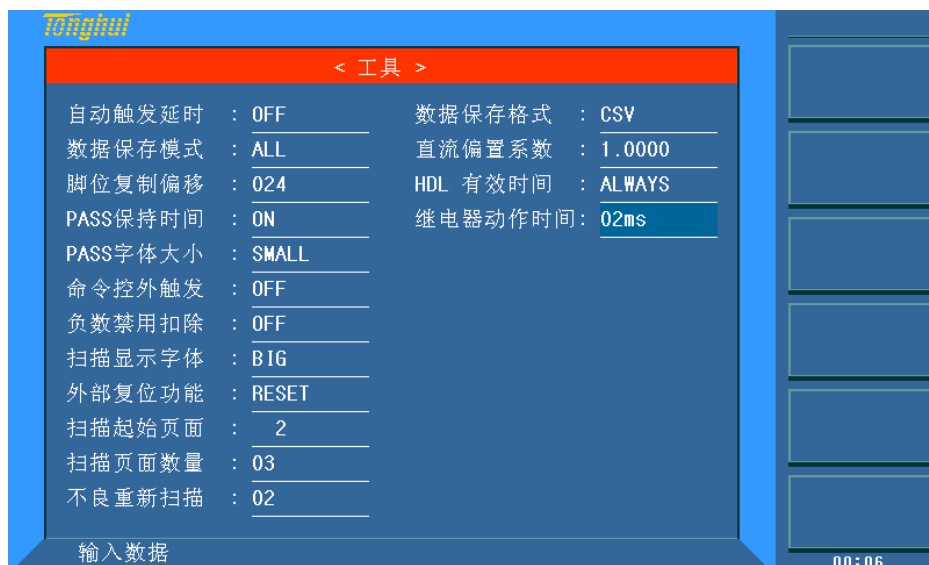 Tonghui
< 工具 >
自动触发延时 : OFF 数据保存格式 : CSV
数据保存模式 : ALL 直流偏置系数 : 1.0000
脚位复制偏移 : 024 HDL 有效时间 : ALWAYS
PASS保持时间 : ON 继电器动作时间: 02ms
PASS字体大小 : SMALL
命令控外触发 : OFF
负数禁用扣除 : OFF
扫描显示字体 : BIG
外部复位功能 : RESET
扫描起始页面 : 2
扫描页面数量 : 03
不良重新扫描 : 02
输入数据
00:06